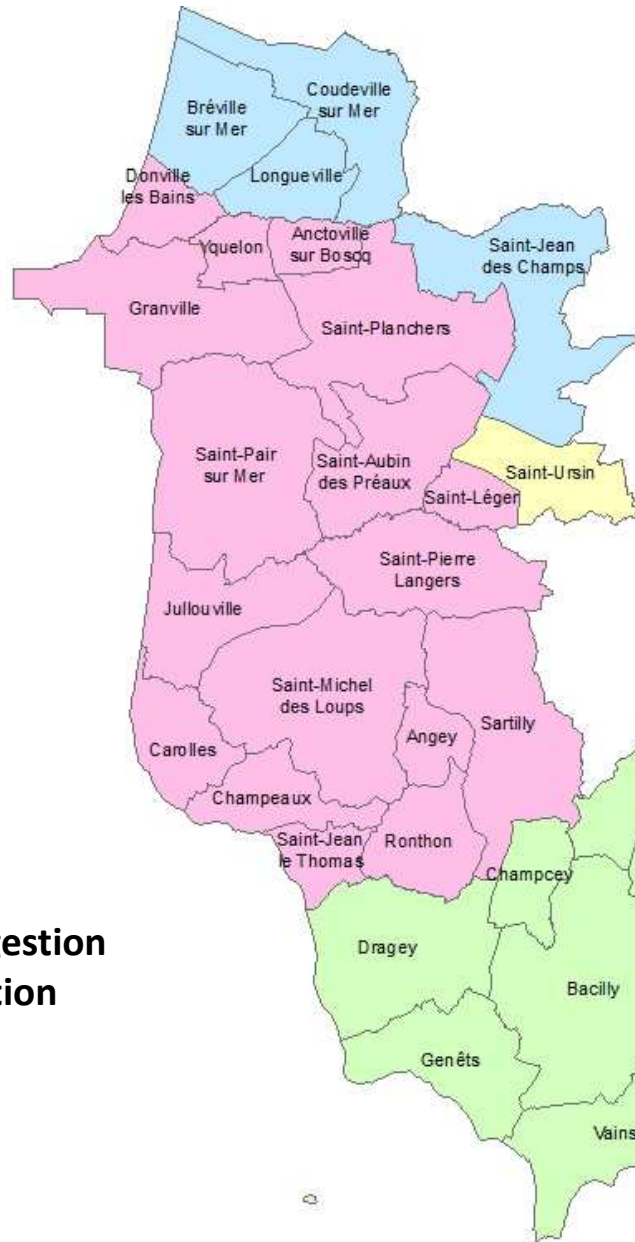 Coudeville
sur Mer
Bréville
sur Mer
Longueville
Donville
les Bains
Yquelon
Anctoville
sur Boscq
Saint-Jean
des Champs
Granville
Saint-Planchers
Saint-Pair
sur Mer
Saint-Aubin
des Préaux
Saint-Ursin
Saint-Léger
Saint-Pierre
Langers
Jullouville
Saint-Michel
des Loups
Sartilly
Angey
Carolles
Champeaux
Saint-Jean
le Thomas
Ronthon
Champcey
Dragey
gestion
tion
Bacilly
Genêts
Vains